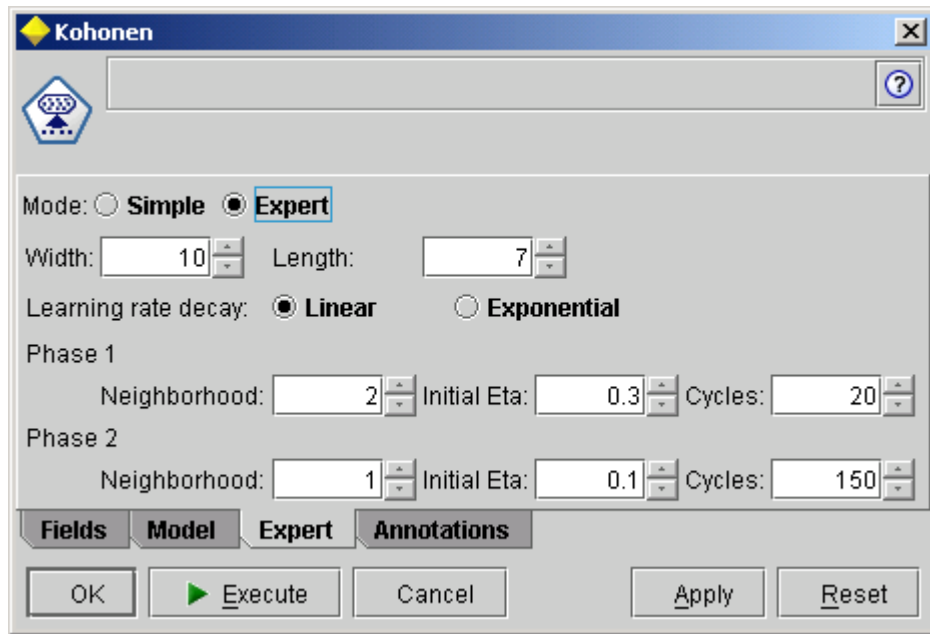 Kohonen
Mode: Simple Expert
Width: 10 Length: 7
Learning rate decay: Linear Exponential
Phase 1
Neighborhood: 2 Initial Eta: 0.3 Cycles: 20
Phase 2
Neighborhood: 1 Initial Eta: 0.1 Cycles: 150
Fields Model Expert Annotations
OK Execute Cancel Apply Reset